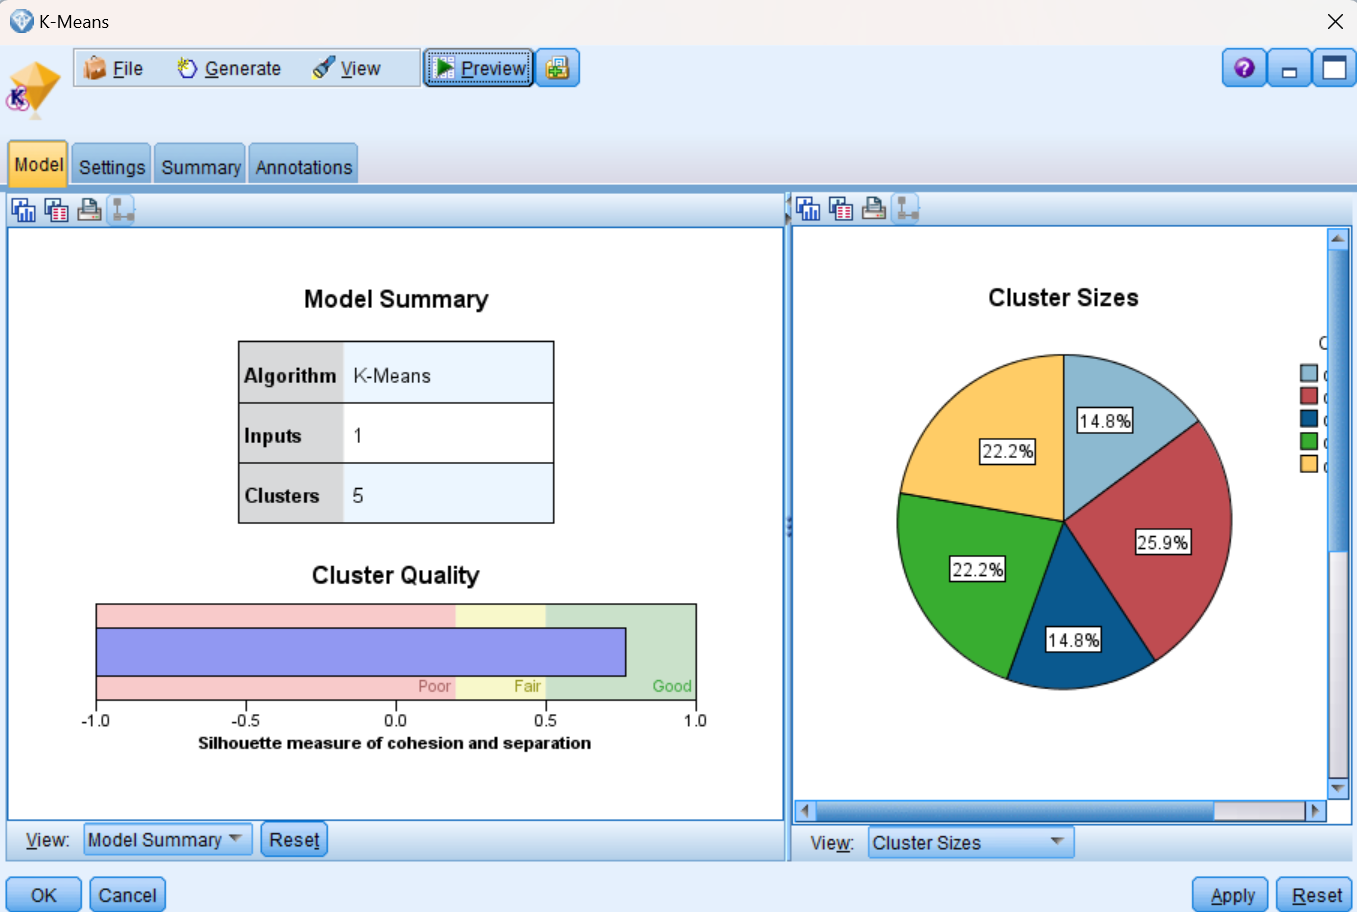 K-Means
File Generate View Preview
K
Model Settings Summary Annotations
Model Summary
Algorithm K-Means
Inputs 1
Clusters 5
Cluster Quality
Poor Fair Good
-1.0 -0.5 0.0 0.5 1.0
Silhouette measure of cohesion and separation
View: Model Summary Reset
Cluster Sizes
14.8%
22.2%
25.9%
22.2%
14.8%
View: Cluster Sizes
OK Cancel Apply Reset